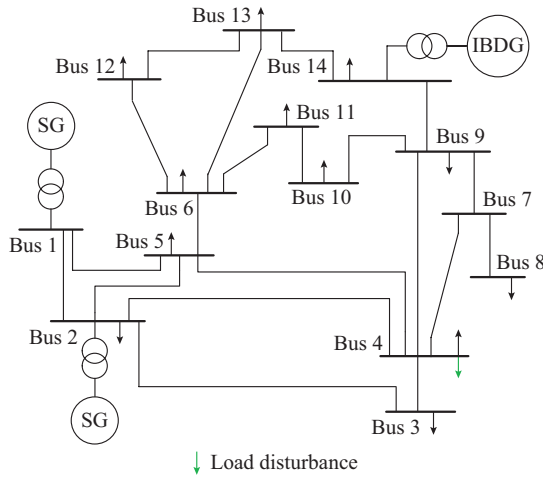 Bus 13
IBDG
Bus 12
Bus 14
SG
Bus 11
Bus 9
Bus 10
Bus 7
Bus 6
Bus 1
Bus 5
Bus 8
Bus 2
Bus 4
SG
Bus 3
Load disturbance